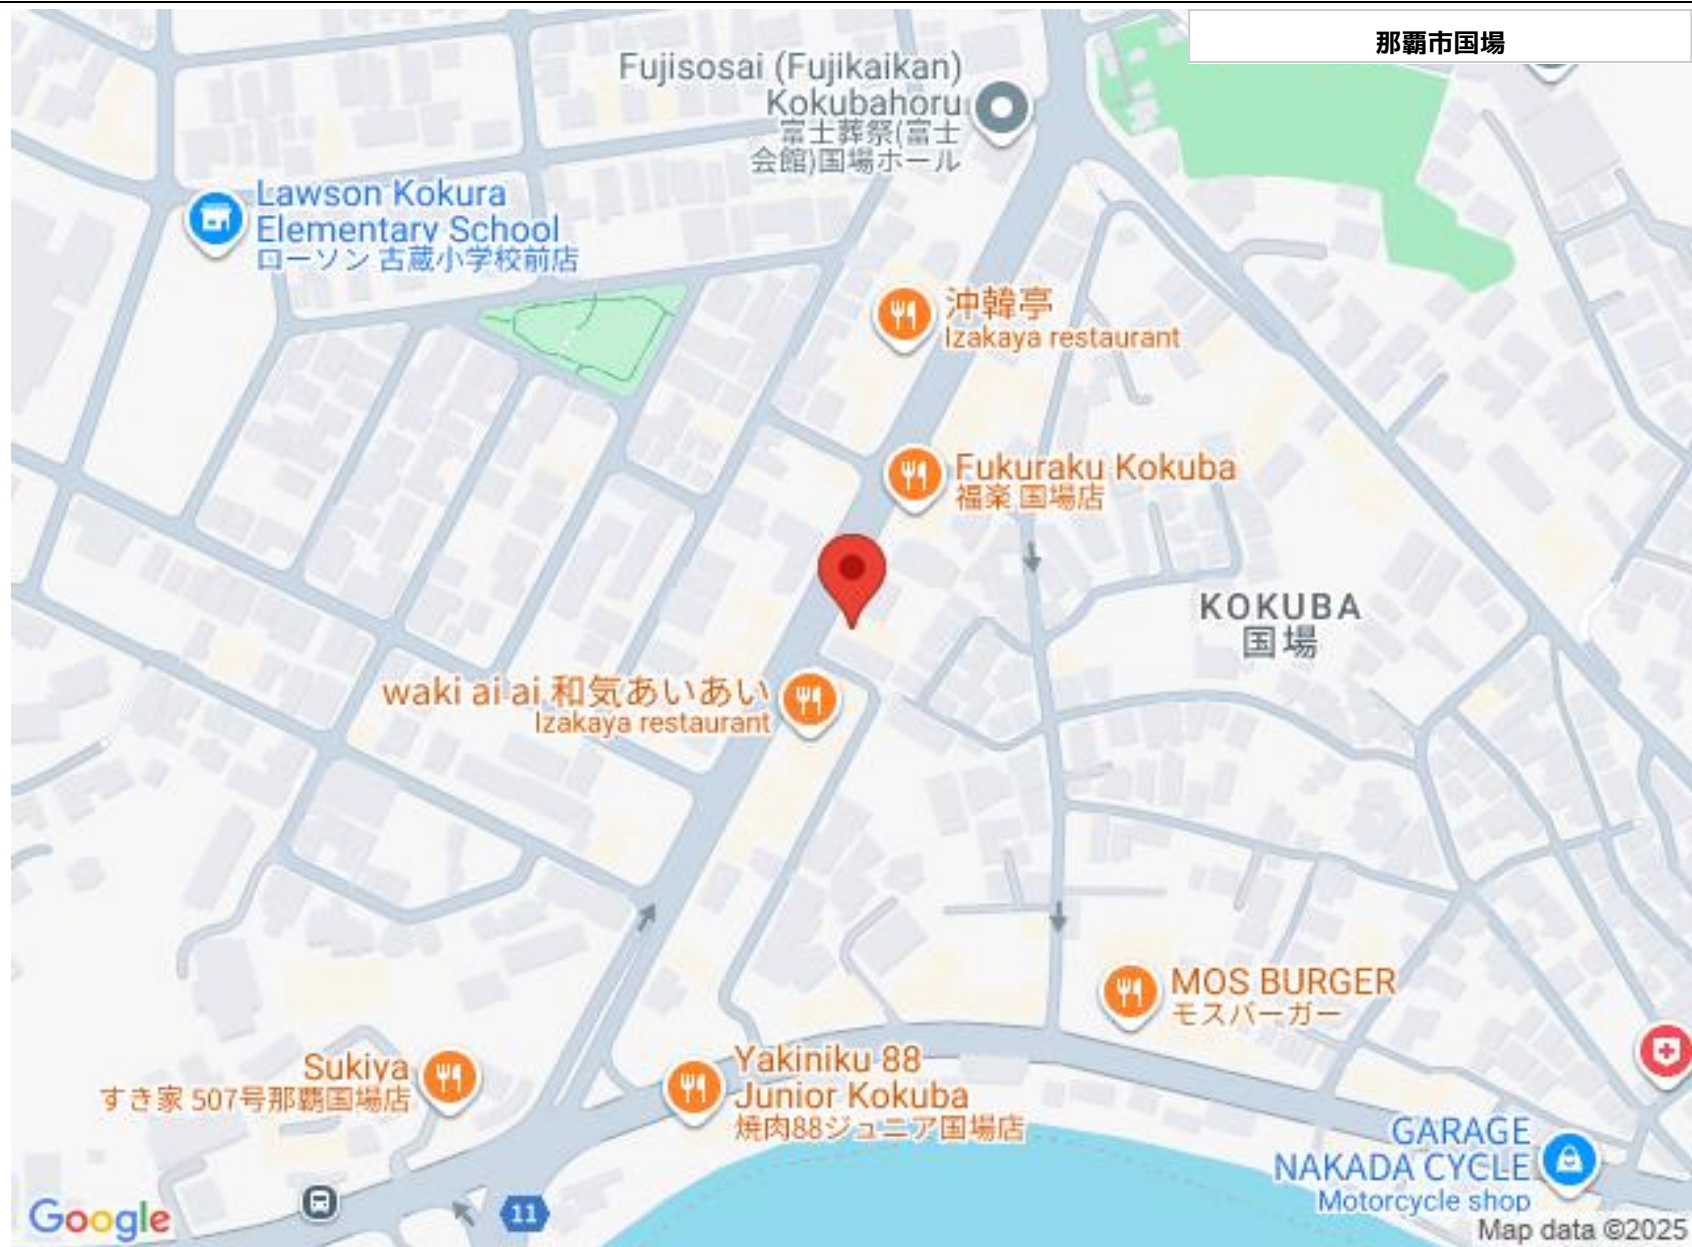 那覇市国場
Fujisosai (Fujikaikan)
Kokubahoru
富士葬祭(富士
会館)国場ホール
Lawson Kokura
Elementary School
ローソン 古蔵小学校前店
沖韓亭
Izakaya restaurant
Fukuraku Kokuba
福楽 国場店
KOKUBA
国場
waki ai ai 和気あいあい
Izakaya restaurant
MOS BURGER
モスバーガー
Sukiya
すき家 507号那覇国場店
Yakiniku 88
Junior Kokuba
焼肉88ジュニア国場店
GARAGE
NAKADA CYCLE
Motorcycle shop
11
Google
Map data ©2025